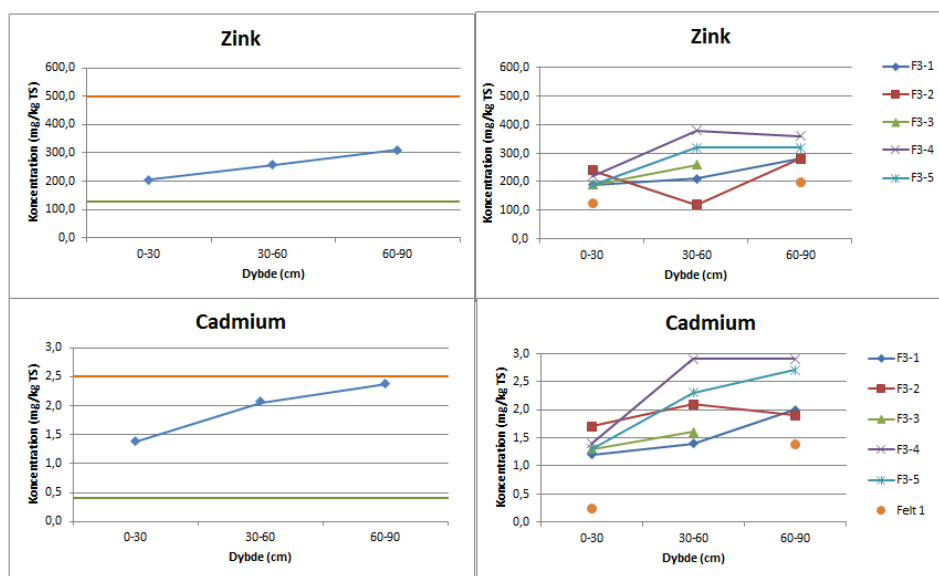 Zink
Koncentration (mg/kg TS)
600,0
500,0
400,0
300,0
200,0
100,0
0,0
0-30
30-60
60-90
Dybde (cm)
Zink
Koncentration (mg/kg TS)
600,0
500,0
400,0
300,0
200,0
100,0
0,0
0-30
30-60
60-90
Dybde (cm)
F3-1
F3-2
F3-3
F3-4
F3-5
Cadmium
Koncentration (mg/kg TS)
3,0
2,5
2,0
1,5
1,0
0,5
0,0
0-30
30-60
60-90
Dybde (cm)
Cadmium
Koncentration (mg/kg TS)
3,0
2,5
2,0
1,5
1,0
0,5
0,0
0-30
30-60
60-90
Dybde (cm)
F3-1
F3-2
F3-3
F3-4
F3-5
Felt 1